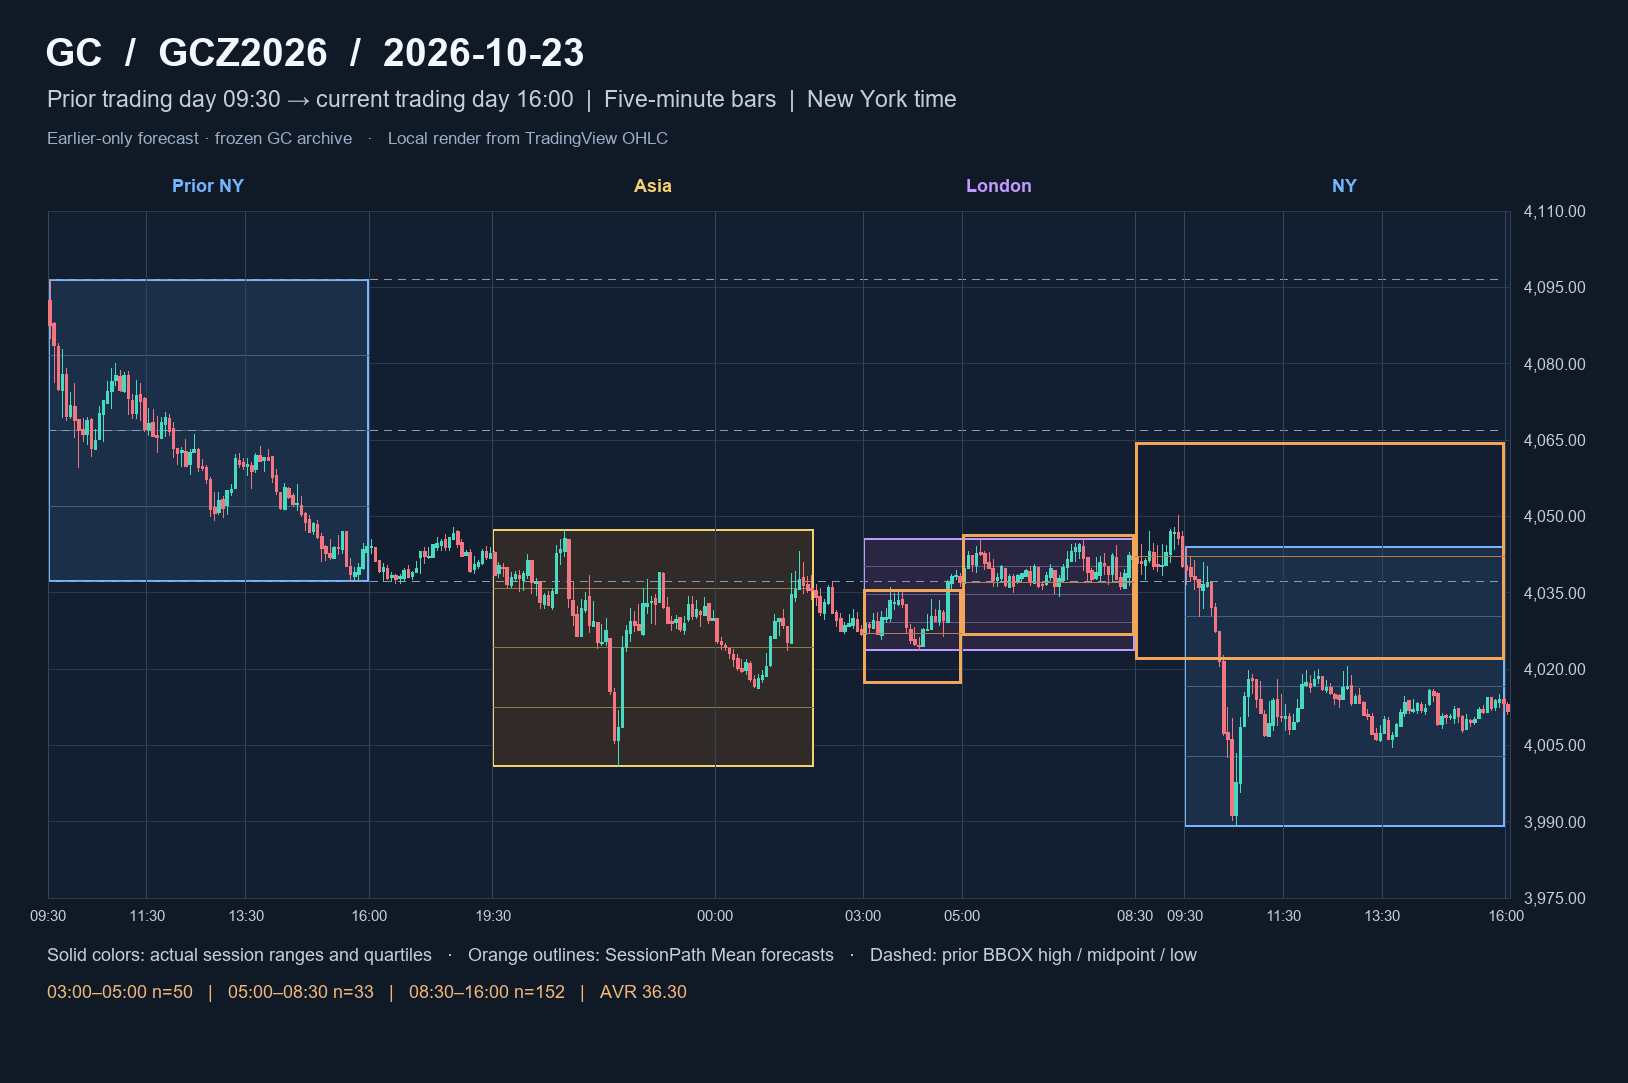 GC / GCZ2026 / 2026-10-23
Prior trading day 09:30 → current trading day 16:00 | Five-minute bars | New York time
Earlier-only forecast · frozen GC archive · Local render from TradingView OHLC
Prior NY Asia London NY
4,110.00
4,095.00
4,080.00
4,065.00
4,050.00
4,035.00
4,020.00
4,005.00
3,990.00
3,975.00
09:30 11:30 13:30 16:00 19:30 00:00 03:00 05:00 08:30 09:30 11:30 13:30 16:00
Solid colors: actual session ranges and quartiles · Orange outlines: SessionPath Mean forecasts · Dashed: prior BBOX high / midpoint / low
03:00–05:00 n=50 | 05:00–08:30 n=33 | 08:30–16:00 n=152 | AVR 36.30